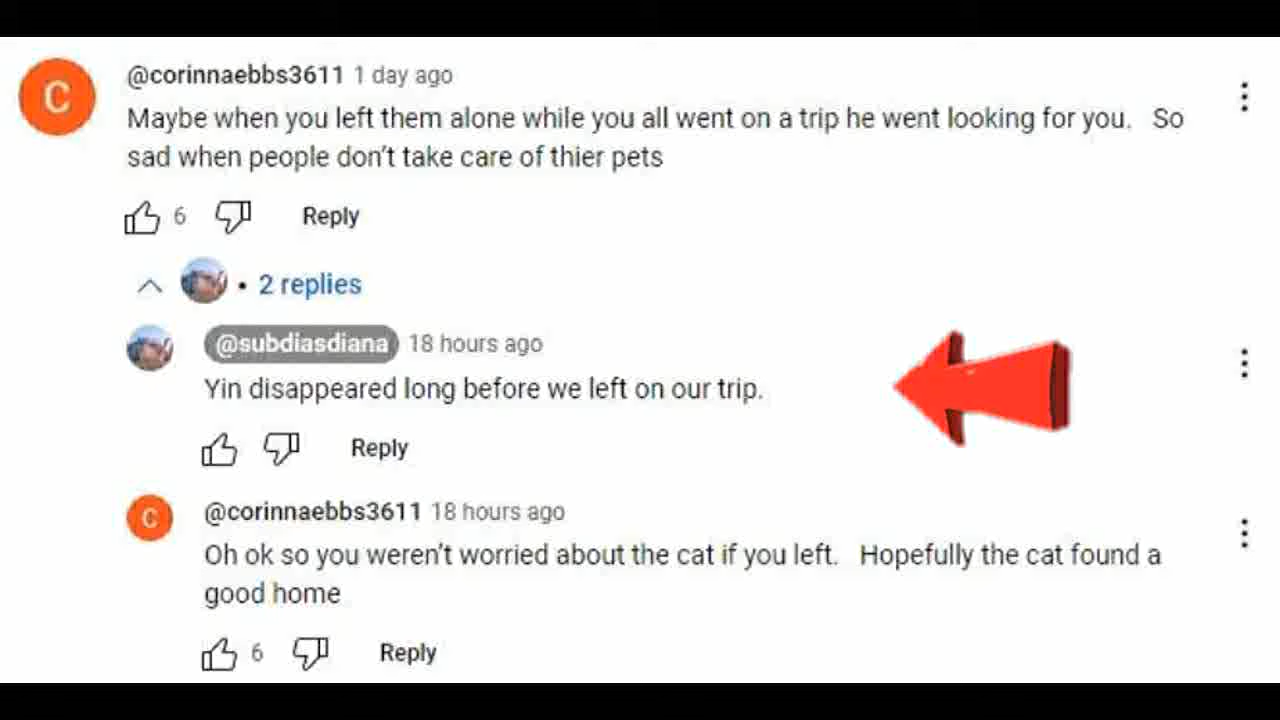 C
@corinnaebbs3611 1 day ago
Maybe when you left them alone while you all went on a trip he went looking for you. So
sad when people don't take care of thier pets
6 Reply
• 2 replies
@subdiasdiana 18 hours ago
Yin disappeared long before we left on our trip.
Reply
C
@corinnaebbs3611 18 hours ago
Oh ok so you weren't worried about the cat if you left. Hopefully the cat found a
good home
6 Reply